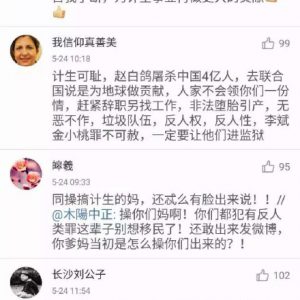 我信仰真善美
99
5-24 10:18
计生可耻，赵白鸽屠杀中国4亿人，去联合
国说是为地球做贡献，人家不会领你们一份
情，赶紧辞职另找工作，非法堕胎引产，无
恶不作，垃圾队伍，反人权，反人性，李斌
金小桃罪不可赦，一定要让他们进监狱
皞羲
95
5-24 09:33
同操搞计生的妈，还忒么有脸出来说！！//
@木陽中正: 操你们妈啊！你们都犯有反人
类罪这辈子别想移民了！还敢出来发微博，
你爹妈当初是怎么操你们出来的？！
长沙刘公子
102
5-24 11:54